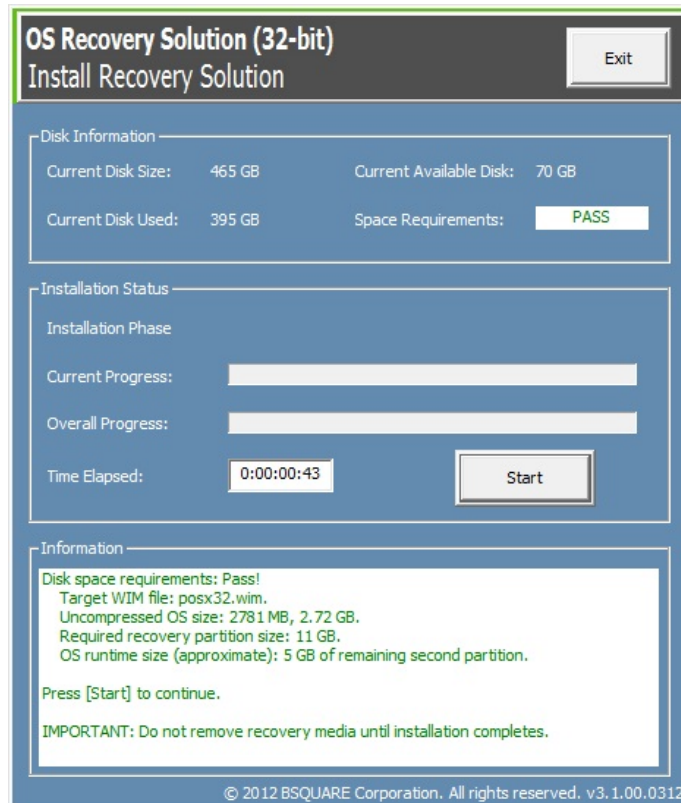 OS Recovery Solution (32-bit)
Install Recovery Solution
Exit
Disk Information
Current Disk Size: 465 GB Current Available Disk: 70 GB
Current Disk Used: 395 GB Space Requirements: PASS
Installation Status
Installation Phase
Current Progress:
Overall Progress:
Time Elapsed: 0:00:00:43 Start
Information
Disk space requirements: Pass!
Target WIM file: posx32.wim.
Uncompressed OS size: 2781 MB, 2.72 GB.
Required recovery partition size: 11 GB.
OS runtime size (approximate): 5 GB of remaining second partition.
Press [Start] to continue.
IMPORTANT: Do not remove recovery media until installation completes.
© 2012 BSQUARE Corporation. All rights reserved. v3.1.00.0312